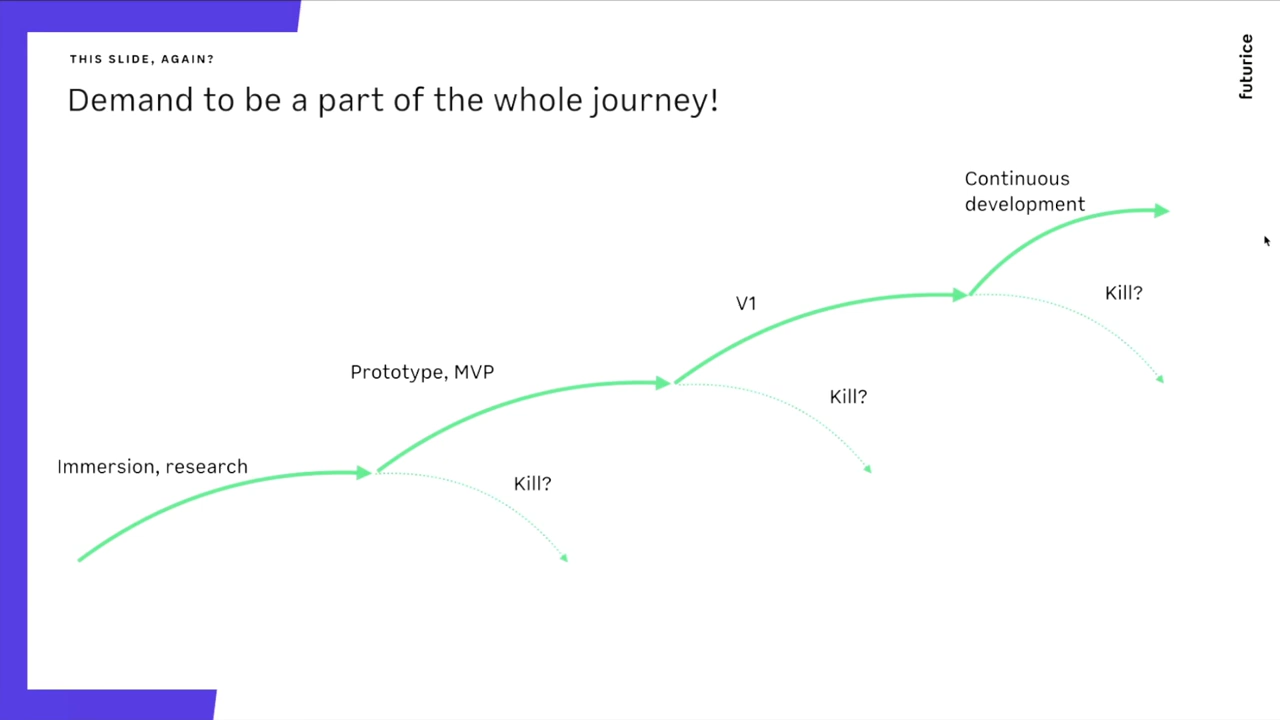 THIS SLIDE, AGAIN?
Demand to be a part of the whole journey!
futurice
Continuous
development
Kill?
V1
Kill?
Prototype, MVP
Kill?
Immersion, research